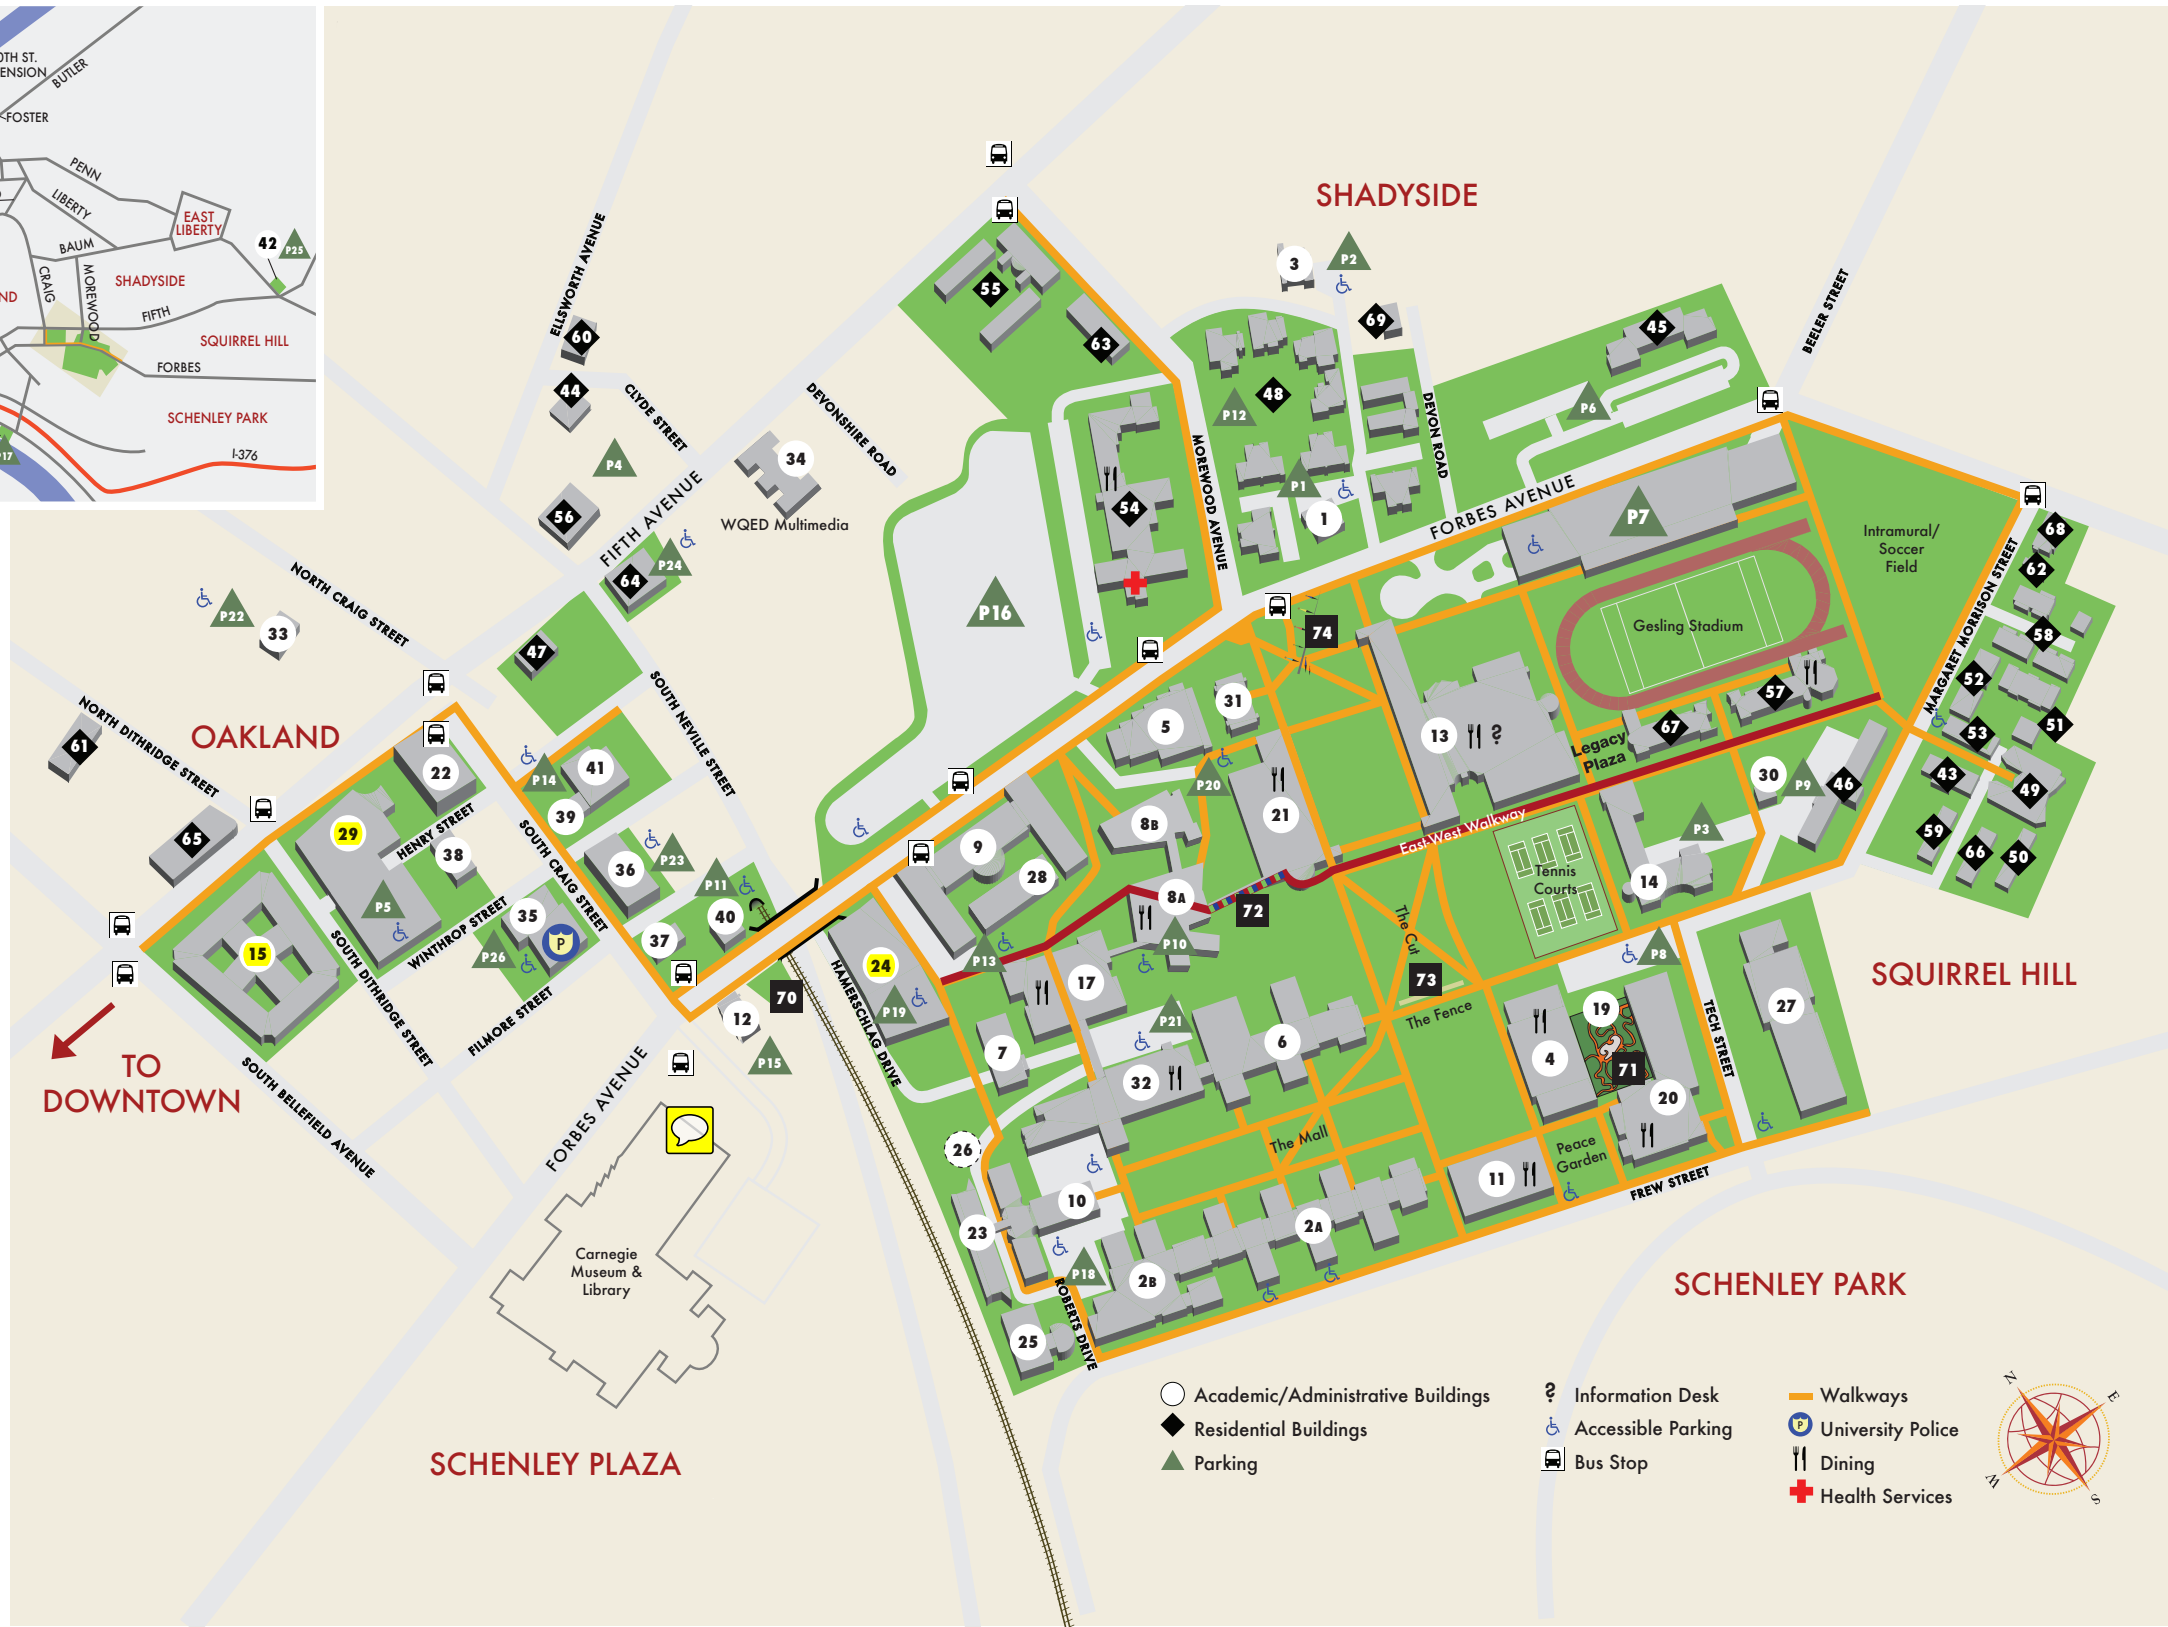 0TH ST.
ENSION
BUTLER
FOSTER
PENN
LIBERTY
EAST
LIBERTY
BAUM
42
P25
CRAIG
MOREWOOD
SHADYSIDE
ND
FIFTH
SQUIRREL HILL
FORBES
SCHENLEY PARK
P17
I-376
SHADYSIDE
ELLSWORTH AVENUE
3
P2
55
69
45
BEELER STREET
60
63
44
CLYDE STREET
DEVONSHIRE ROAD
48
P12
DEVON ROAD
P6
P4
34
WQED Multimedia
MOREWOOD AVENUE
P1
54
1
56
FIFTH AVENUE
FORBES AVENUE
P7
Intramural/
Soccer
Field
68
62
P24
64
NORTH CRAIG STREET
P22
33
P16
74
Gesling Stadium
MARGARET MORRISON STREET
58
47
52
57
SOUTH NEVILLE STREET
31
5
13
?
67
51
53
NORTH DITHRIDGE STREET
OAKLAND
61
Legacy
Plaza
22
41
P14
P20
30
P9
46
43
49
39
21
29
HENRY STREET
8B
East-West Walkway
P3
59
65
38
SOUTH CRAIG STREET
36
P23
9
28
Tennis
Courts
14
66
50
P11
P5
35
40
8A
72
The Cut
WINTHROP STREET
P
37
P10
P26
P13
P8
15
SOUTH DITHRIDGE STREET
24
17
73
SQUIRREL HILL
70
HAMERSCHLAG DRIVE
P19
The Fence
19
TECH STREET
27
12
P21
FILMORE STREET
7
6
4
71
TO
DOWNTOWN
P15
32
20
SOUTH BELLEFIELD AVENUE
FORBES AVENUE
26
The Mall
Peace
Garden
11
FREW STREET
10
23
2A
Carnegie
Museum &
Library
P18
2B
ROBERTS DRIVE
SCHENLEY PARK
25
SCHENLEY PLAZA
Academic/Administrative Buildings
Residential Buildings
Parking
? Information Desk
Accessible Parking
Bus Stop
Walkways
P University Police
Dining
Health Services
N
E
W
S